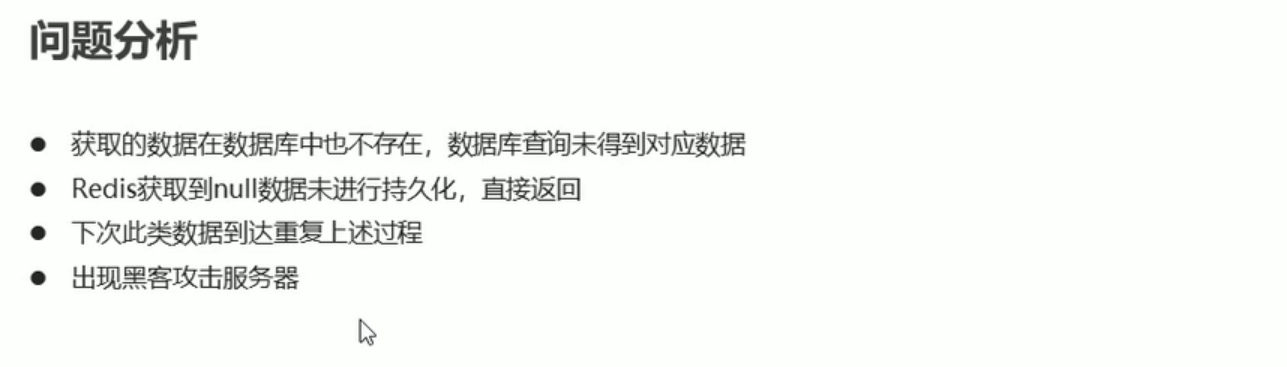 问题分析
● 获取的数据在数据库中也不存在，数据库查询未得到对应数据
● Redis获取到null数据未进行持久化，直接返回
● 下次此类数据到达重复上述过程
● 出现黑客攻击服务器